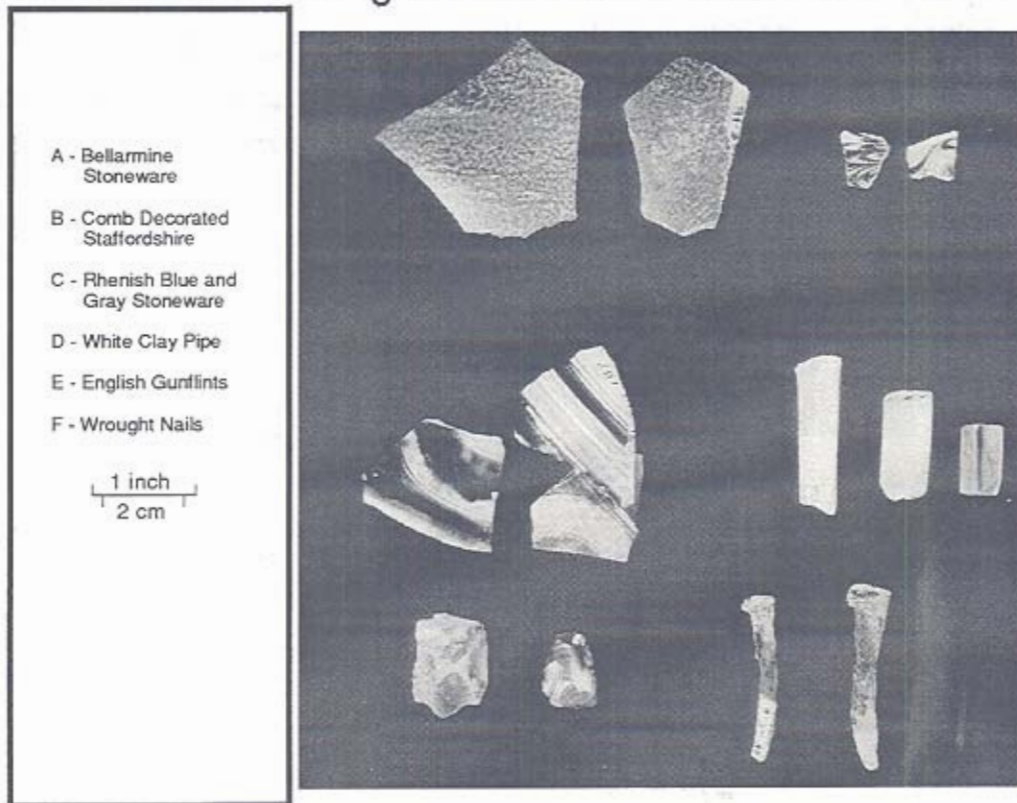 A - Bellarmine
Stoneware
B - Comb Decorated
Staffordshire
C - Rhenish Blue and
Gray Stoneware
D - White Clay Pipe
E - English Gunflints
F - Wrought Nails
1 inch
2 cm